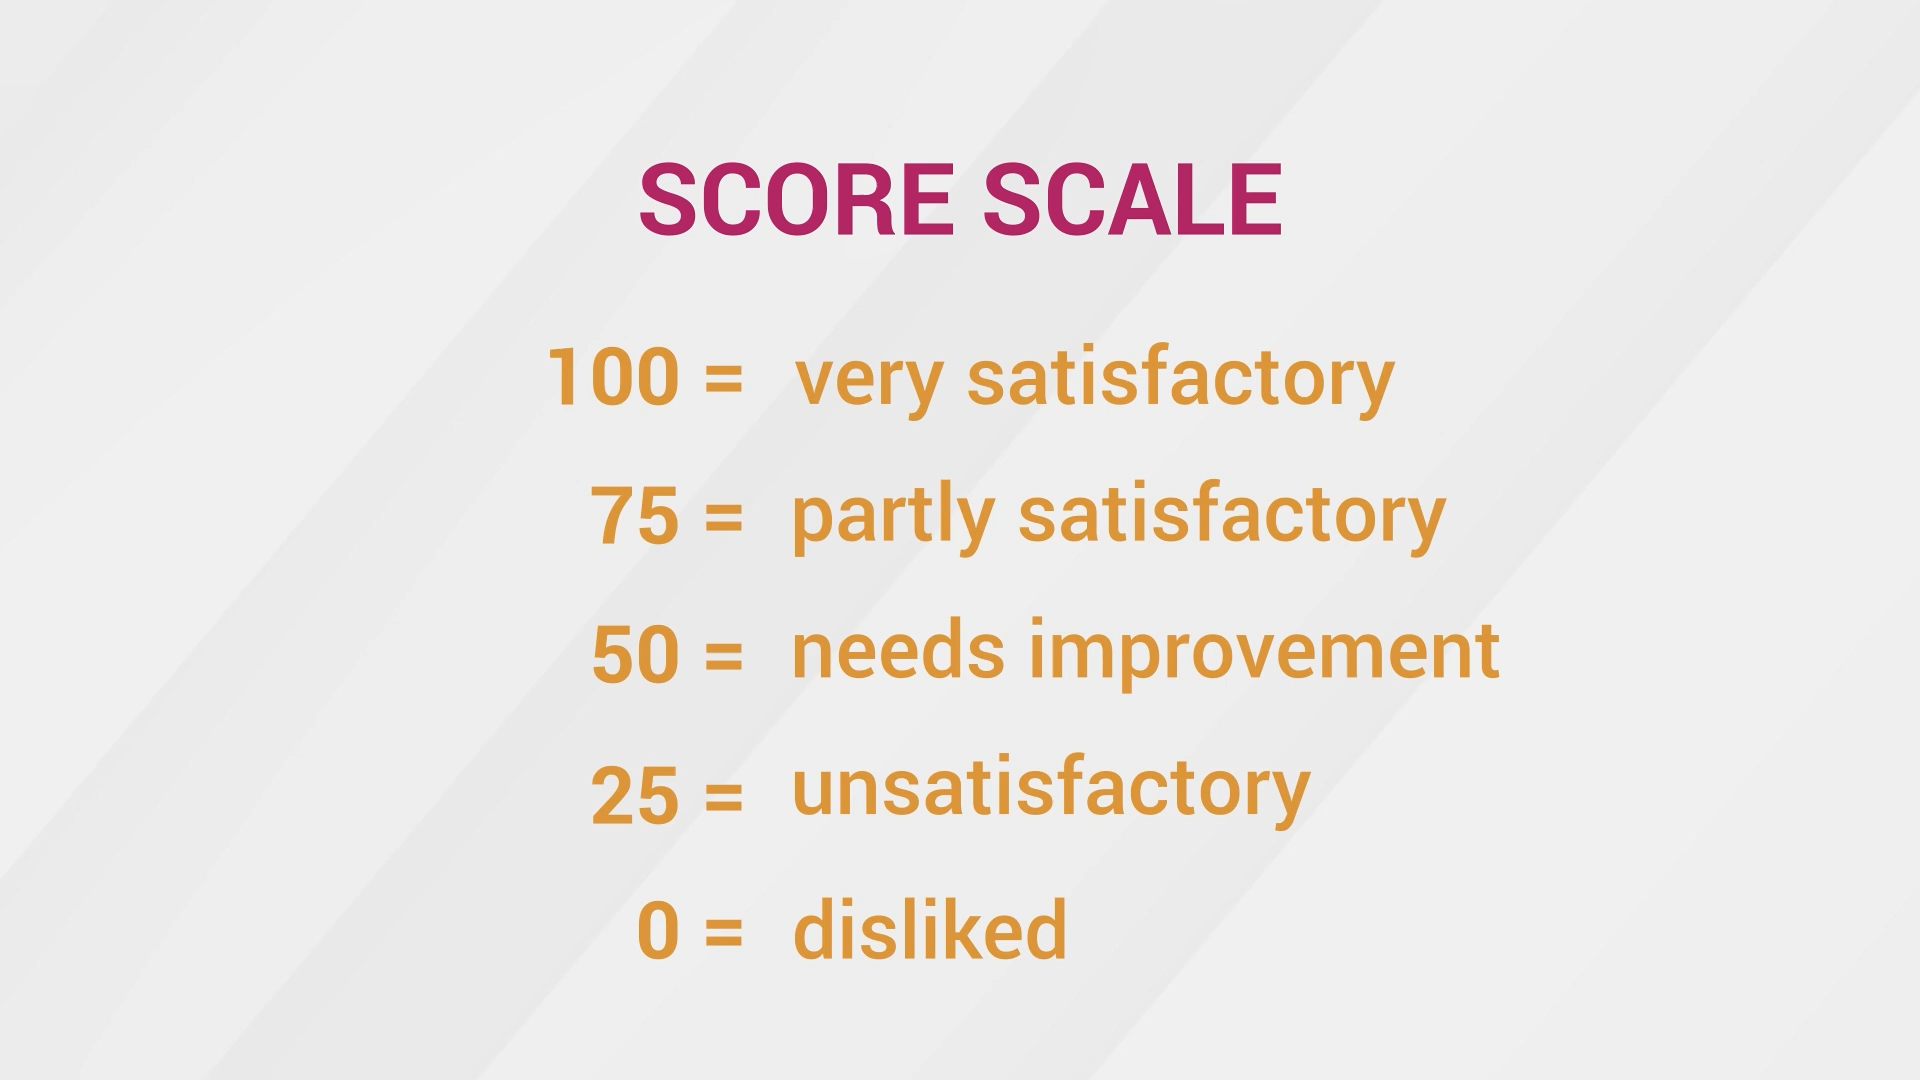 SCORE SCALE
100 = very satisfactory
75 = partly satisfactory
50 = needs improvement
25 = unsatisfactory
0 = disliked